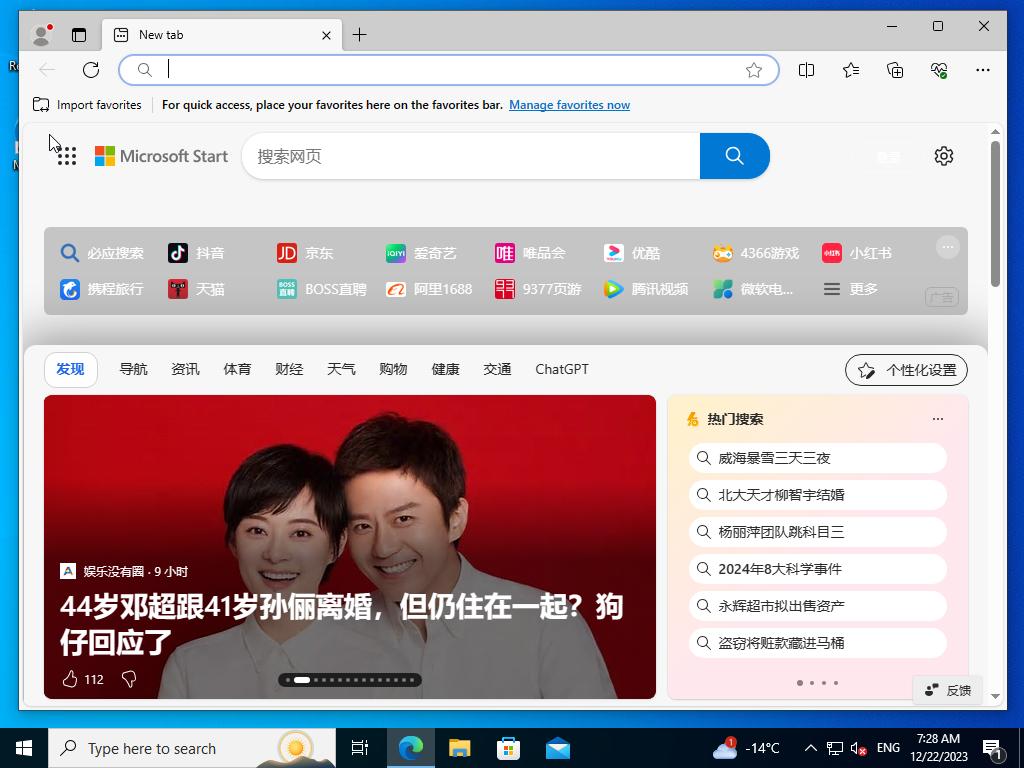 New tab
Import favorites
For quick access, place your favorites here on the favorites bar. Manage favorites now
Microsoft Start
搜索网页
必应搜索
抖音
京东
爱奇艺
唯品会
优酷
4366游戏
小红书
携程旅行
天猫
BOSS直聘
阿里1688
9377页游
腾讯视频
微软电...
更多
广告
发现
导航
资讯
体育
财经
天气
购物
健康
交通
ChatGPT
个性化设置
娱乐没有圈 · 9 小时
44岁邓超跟41岁孙俪离婚，但仍住在一起？狗
仔回应了
112
热门搜索
威海暴雪三天三夜
北大天才柳智宇结婚
杨丽萍团队跳科目三
2024年8大科学事件
永辉超市拟出售资产
盗窃将赃款藏进马桶
反馈
Type here to search
1
-14°C
ENG
7:28 AM
12/22/2023
1